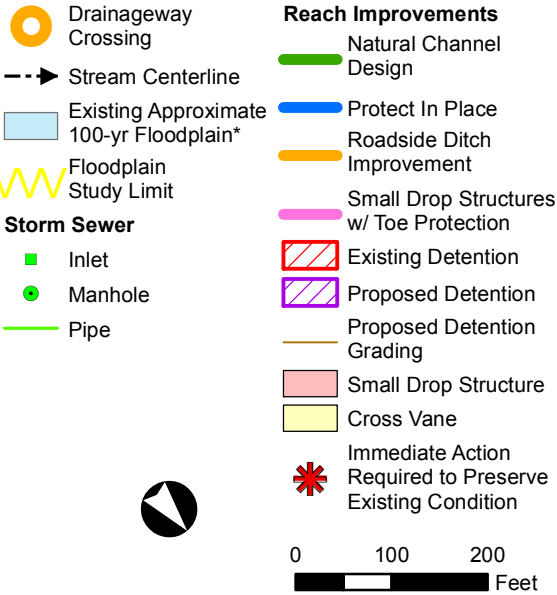 Drainageway
Crossing
Stream Centerline
Existing Approximate
100-yr Floodplain*
Floodplain
Study Limit
Storm Sewer
Inlet
Manhole
Pipe
Reach Improvements
Natural Channel
Design
Protect In Place
Roadside Ditch
Improvement
Small Drop Structures
w/ Toe Protection
Existing Detention
Proposed Detention
Proposed Detention
Grading
Small Drop Structure
Cross Vane
Immediate Action
Required to Preserve
Existing Condition
0 100 200
Feet